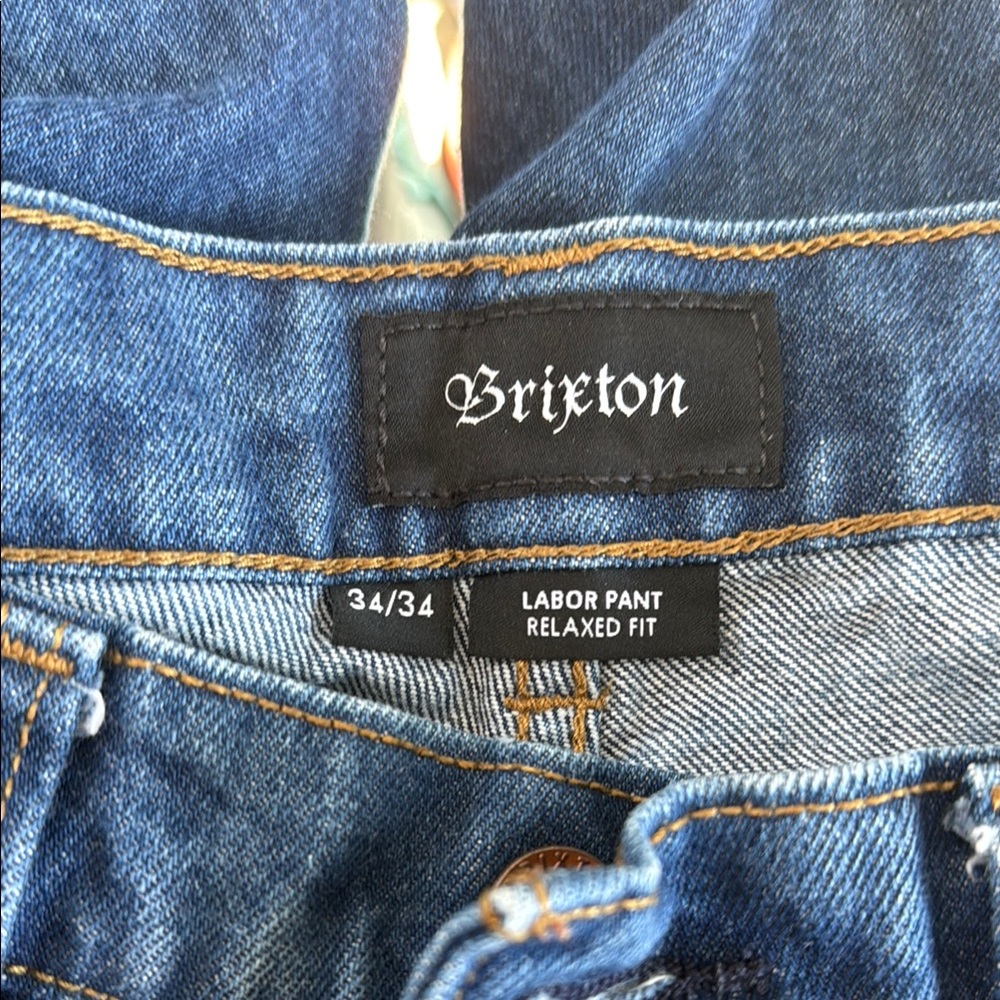 Brixton
34/34
LABOR PANT
RELAXED FIT